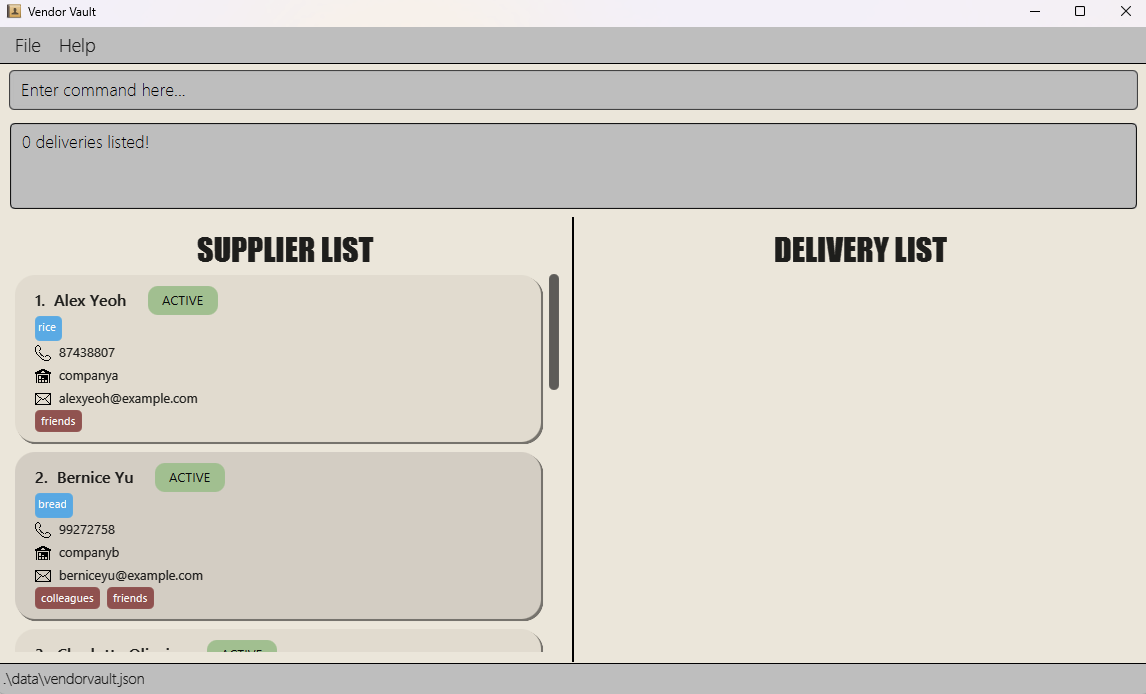 Vendor Vault
File Help
Enter command here...
0 deliveries listed!
SUPPLIER LIST
1. Alex Yeoh ACTIVE
rice
87438807
companya
alexyeoh@example.com
friends
2. Bernice Yu ACTIVE
bread
99272758
companyb
berniceyu@example.com
colleagues friends
ACTIVE
DELIVERY LIST
.\data\vendorvault.json